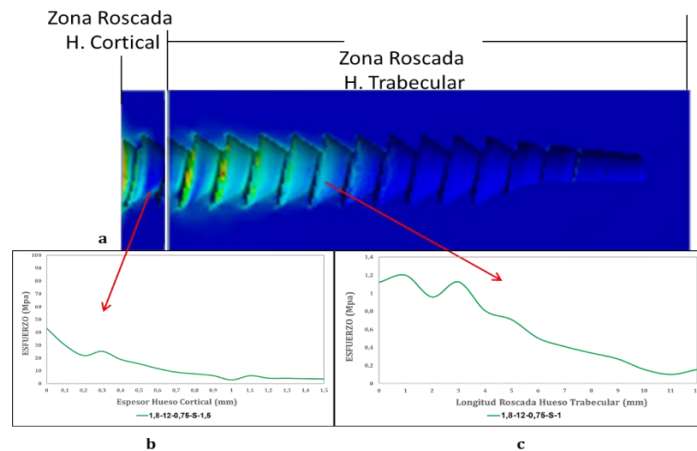 Zona Roscada
H. Cortical
Zona Roscada
H. Trabecular
a
100
90
80
70
60
50
40
30
20
10
0
ESFUERZO (Mpa)
0 0,1 0,2 0,3 0,4 0,5 0,6 0,7 0,8 0,9 1 1,1 1,2 1,3 1,4 1,5
Espesor Hueso Cortical (mm)
1,8-12-0,75-S-1,5
b
1,4
1,2
1
0,8
0,6
0,4
0,2
0
ESFUERZO (Mpa)
0 1 2 3 4 5 6 7 8 9 10 11 12
Longitud Roscada Hueso Trabecular (mm)
1,8-12-0,75-S-1
c